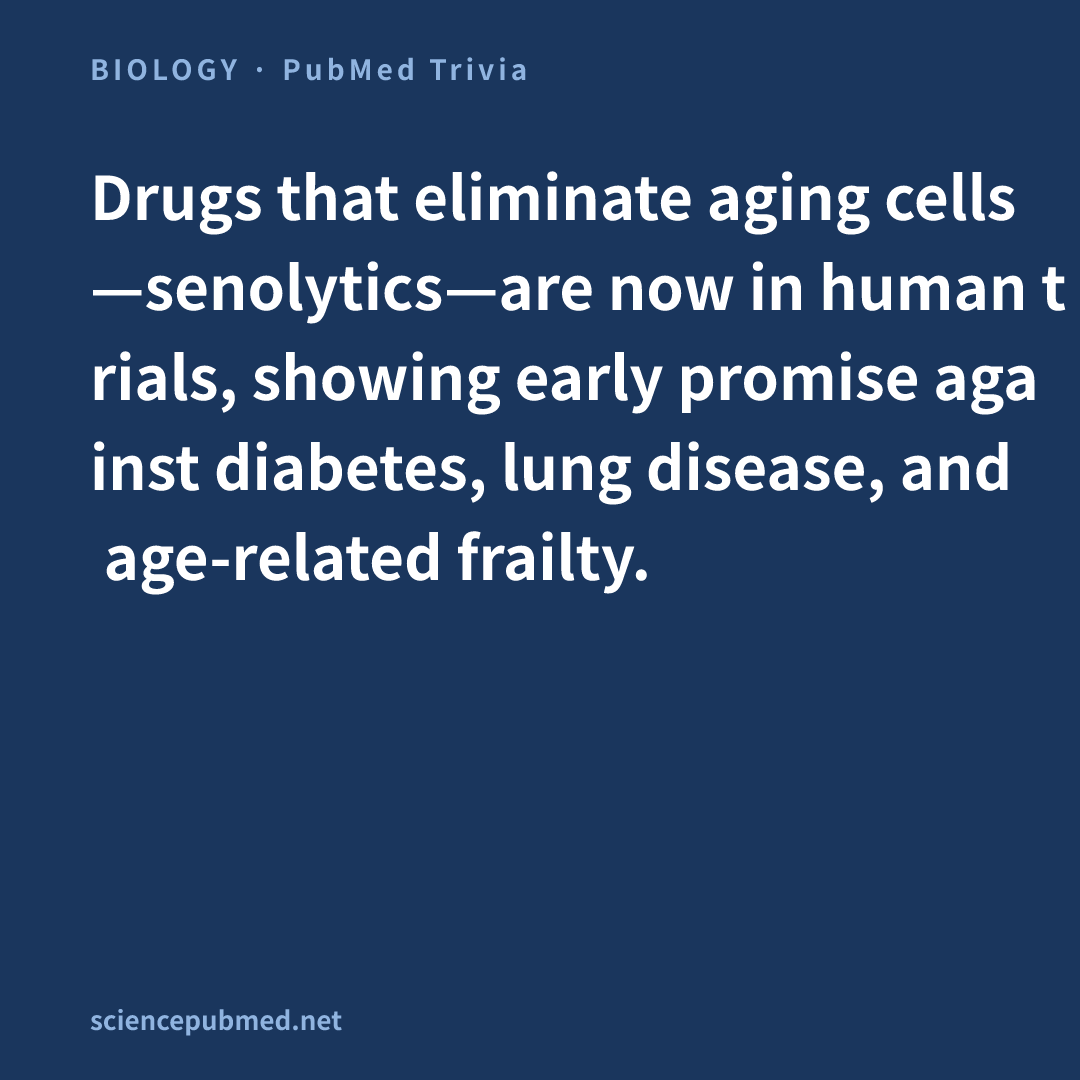 BIOLOGY · PubMed Trivia
Drugs that eliminate aging cells
—senolytics—are now in human t
rials, showing early promise aga
inst diabetes, lung disease, and
 age-related frailty.
sciencepubmed.net